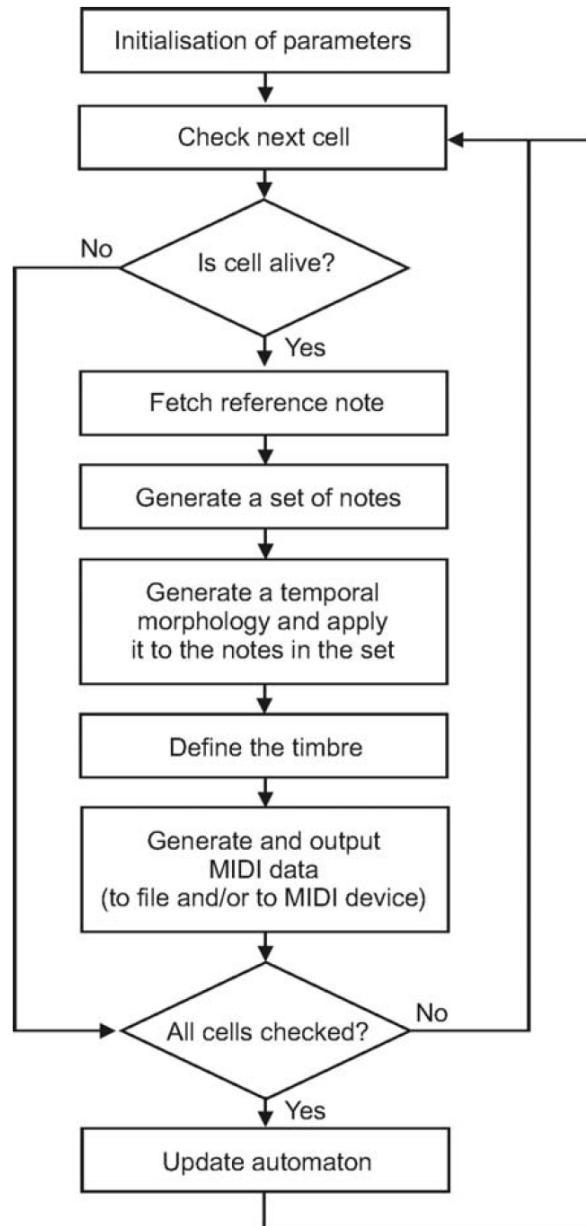 Initialisation of parameters
Check next cell
No
Is cell alive?
Yes
Fetch reference note
Generate a set of notes
Generate a temporal
morphology and apply
it to the notes in the set
Define the timbre
Generate and output
MIDI data
(to file and/or to MIDI device)
All cells checked?
No
Yes
Update automaton